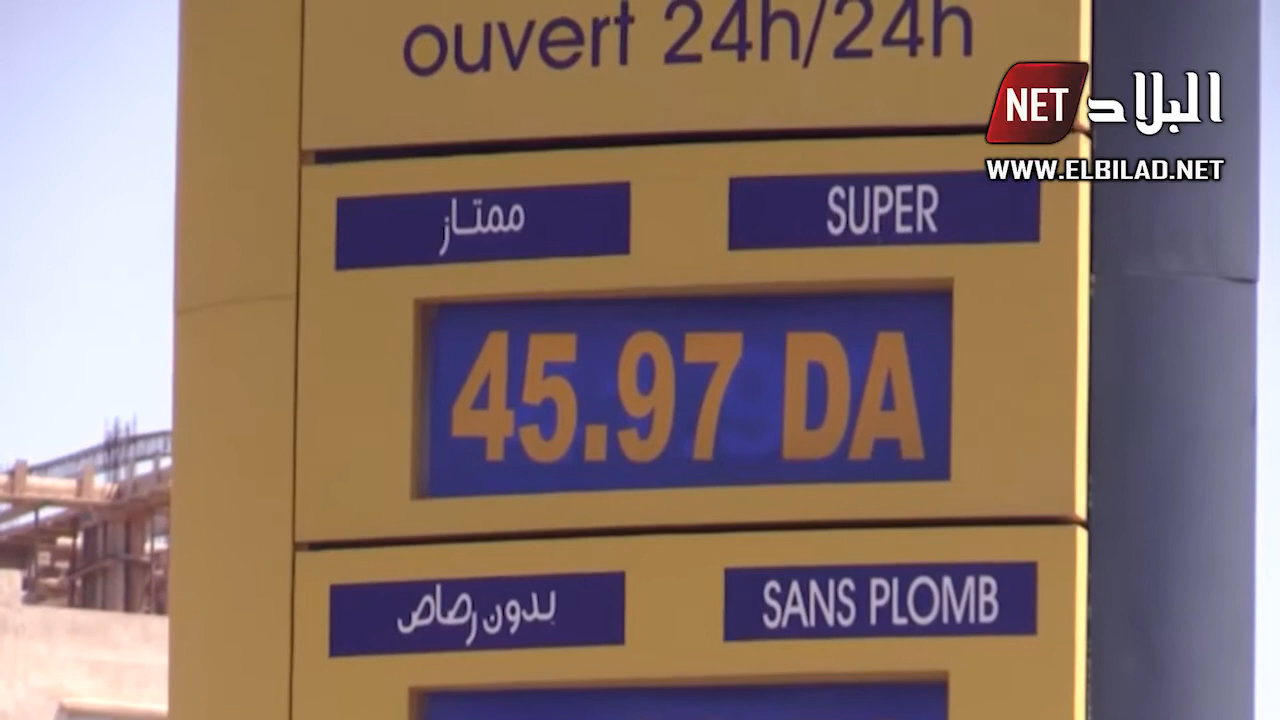 ouvert 24h/24h
NET البلاد
WWW.ELBILAD.NET
ممتاز SUPER
45.97 DA
بدون رصاص SANS PLOMB